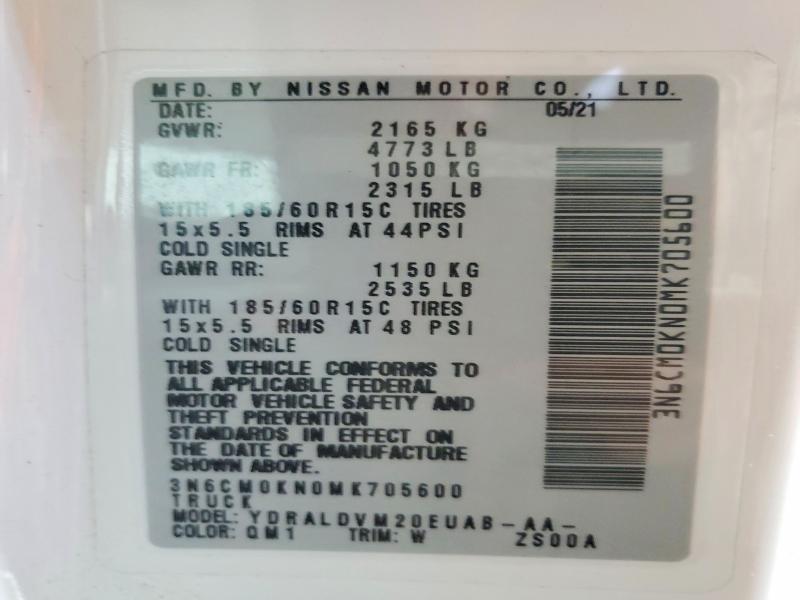 MFD. BY NISSAN MOTOR CO., LTD.
DATE: 05/21
GVWR: 2165 KG
4773 LB
GAWR FR: 1050 KG
2315 LB
WITH 185/60R15C TIRES
15x5.5 RIMS AT 44PSI
COLD SINGLE
GAWR RR: 1150 KG
2535 LB
WITH 185/60R15C TIRES
15x5.5 RIMS AT 48 PSI
COLD SINGLE
THIS VEHICLE CONFORMS TO
ALL APPLICABLE FEDERAL
MOTOR VEHICLE SAFETY AND
THEFT PREVENTION
STANDARDS IN EFFECT ON
THE DATE OF MANUFACTURE
SHOWN ABOVE.
3N6CM0KN0MK705600
TRUCK
MODEL: YDRALDVM20EUAB-AA-
COLOR: QM1 TRIM: W ZS00A
3N6CM0KN0MK705600